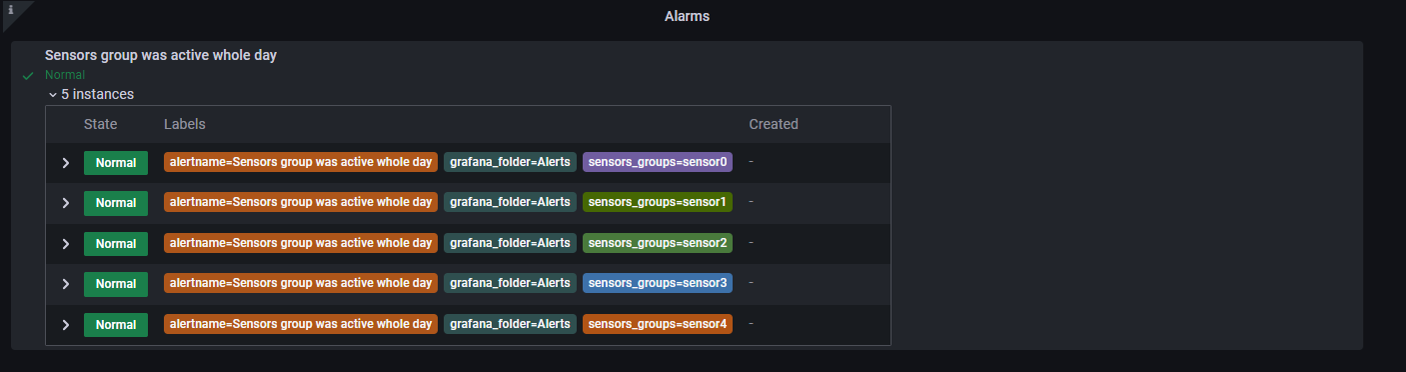 Alarms
Sensors group was active whole day
Normal
5 instances
State Labels Created
Normal alertname=Sensors group was active whole day grafana_folder=Alerts sensors_groups=sensor0 -
Normal alertname=Sensors group was active whole day grafana_folder=Alerts sensors_groups=sensor1 -
Normal alertname=Sensors group was active whole day grafana_folder=Alerts sensors_groups=sensor2 -
Normal alertname=Sensors group was active whole day grafana_folder=Alerts sensors_groups=sensor3 -
Normal alertname=Sensors group was active whole day grafana_folder=Alerts sensors_groups=sensor4 -